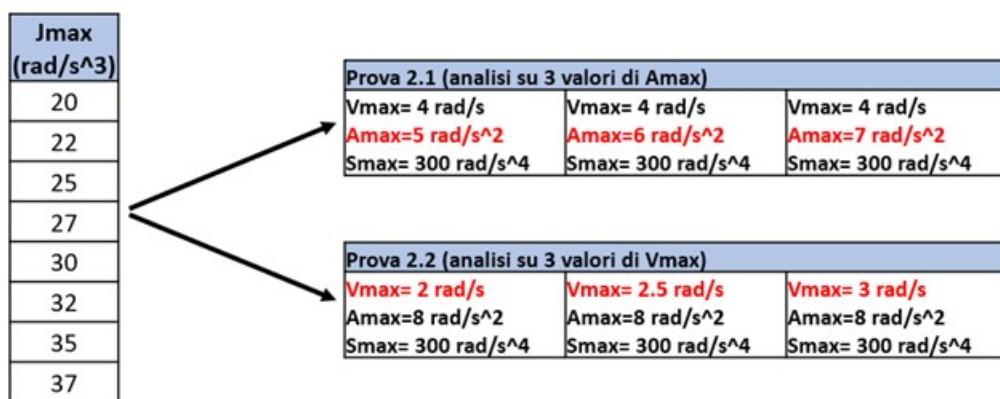 Jmax
(rad/s^3)
20
22
25
27
30
32
35
37
Prova 2.1 (analisi su 3 valori di Amax)
Vmax= 4 rad/s Vmax= 4 rad/s Vmax= 4 rad/s
Amax=5 rad/s^2 Amax=6 rad/s^2 Amax=7 rad/s^2
Smax= 300 rad/s^4 Smax= 300 rad/s^4 Smax= 300 rad/s^4
Prova 2.2 (analisi su 3 valori di Vmax)
Vmax= 2 rad/s Vmax= 2.5 rad/s Vmax= 3 rad/s
Amax=8 rad/s^2 Amax=8 rad/s^2 Amax=8 rad/s^2
Smax= 300 rad/s^4 Smax= 300 rad/s^4 Smax= 300 rad/s^4